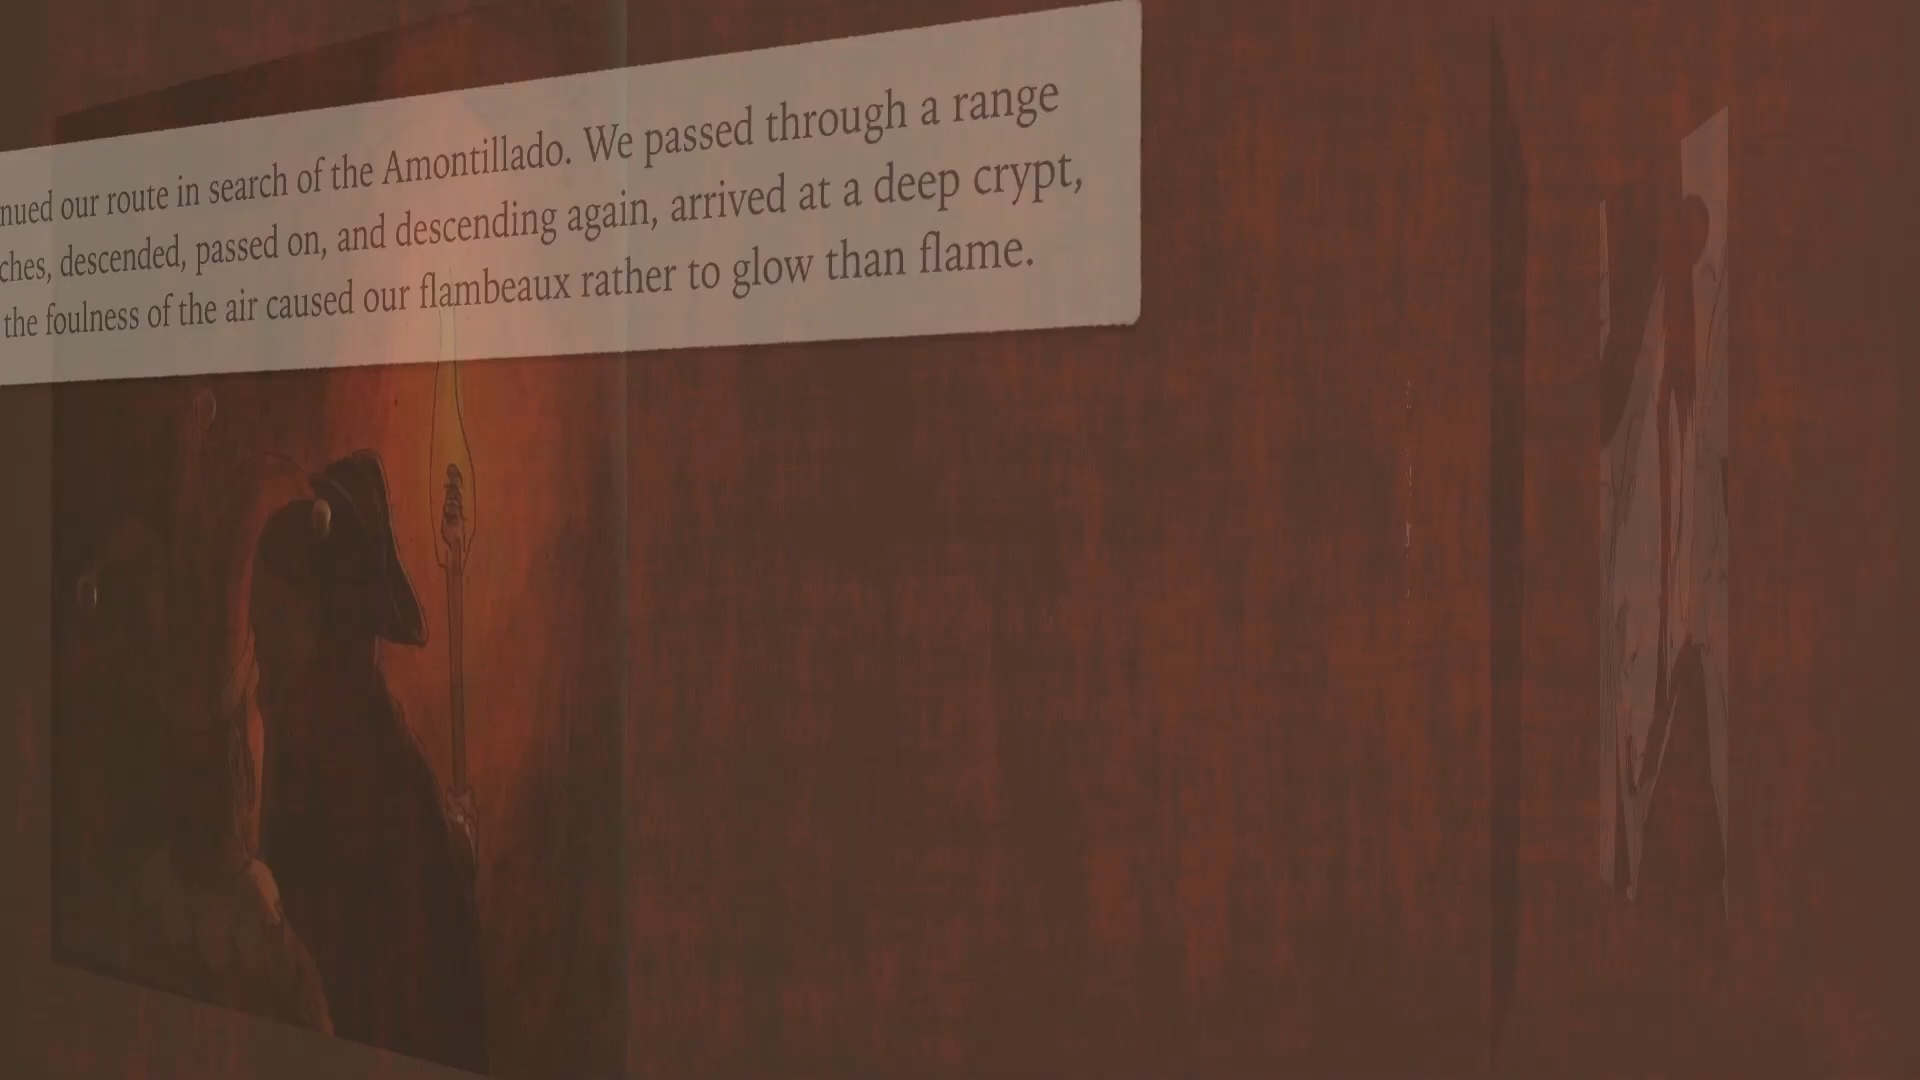 nued our route in search of the Amontillado. We passed through a range
ches, descended, passed on, and descending again, arrived at a deep crypt,
the foulness of the air caused our flambeaux rather to glow than flame.